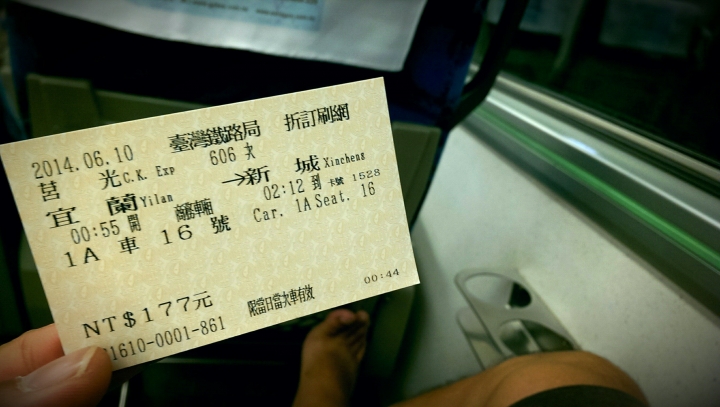 臺灣鐵路局 折訂刷網
2014.06.10 606 次
莒光 C.K. Exp
宜蘭 Yilan →新城 Xincheng
00:55 開 商務車廂 02:12 到 卡號 1528
1A 車 16 號 Car. 1A Seat. 16
NT$177元 限當日當次車有效 00:44
1610-0001-861